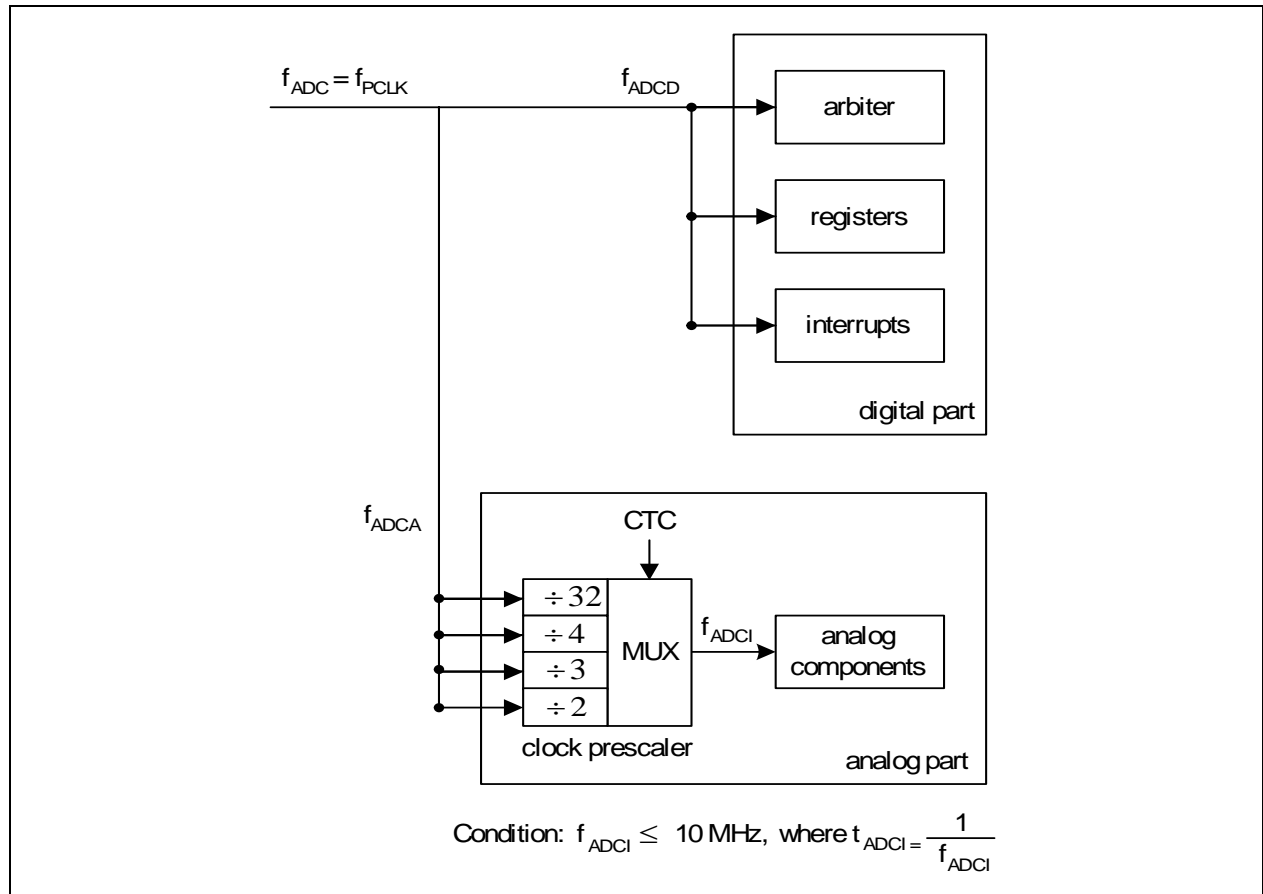 f_ADC = f_PCLK
f_ADCD
arbiter
registers
interrupts
digital part
f_ADCA
CTC
÷ 32
÷ 4
÷ 3
÷ 2
MUX
f_ADCI
analog
components
clock prescaler
analog part
Condition: f_ADCI ≤ 10 MHz, where t_ADCI = 1 / f_ADCI